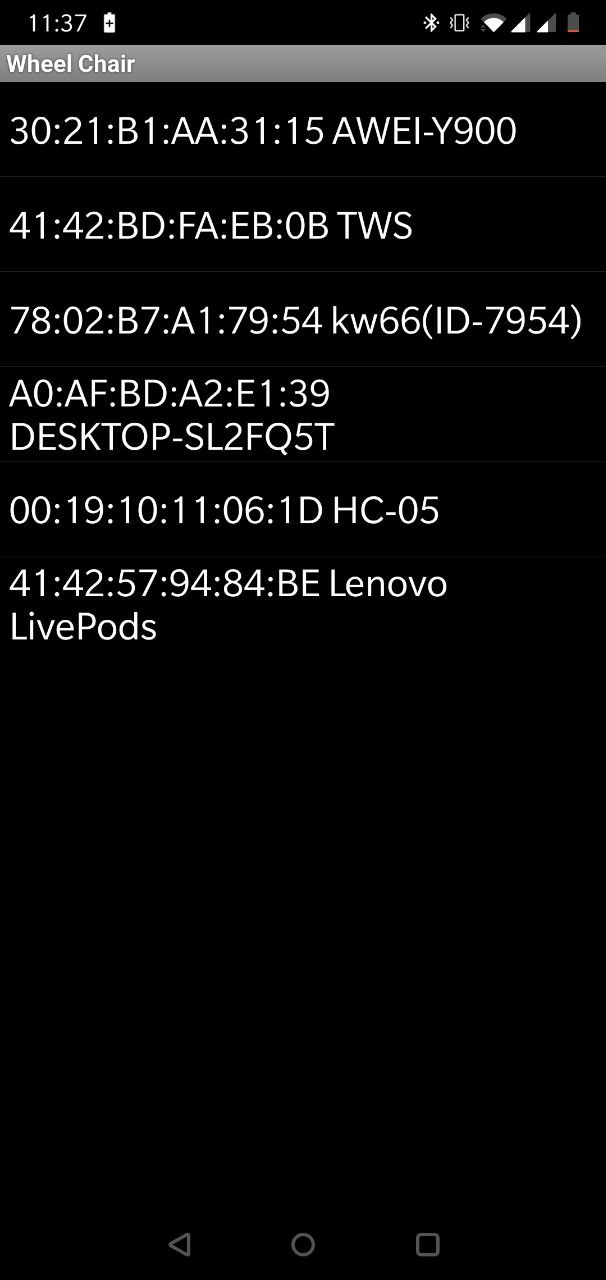 11:37
Wheel Chair
30:21:B1:AA:31:15 AWEI-Y900
41:42:BD:FA:EB:0B TWS
78:02:B7:A1:79:54 kw66(ID-7954)
A0:AF:BD:A2:E1:39
DESKTOP-SL2FQ5T
00:19:10:11:06:1D HC-05
41:42:57:94:84:BE Lenovo
LivePods